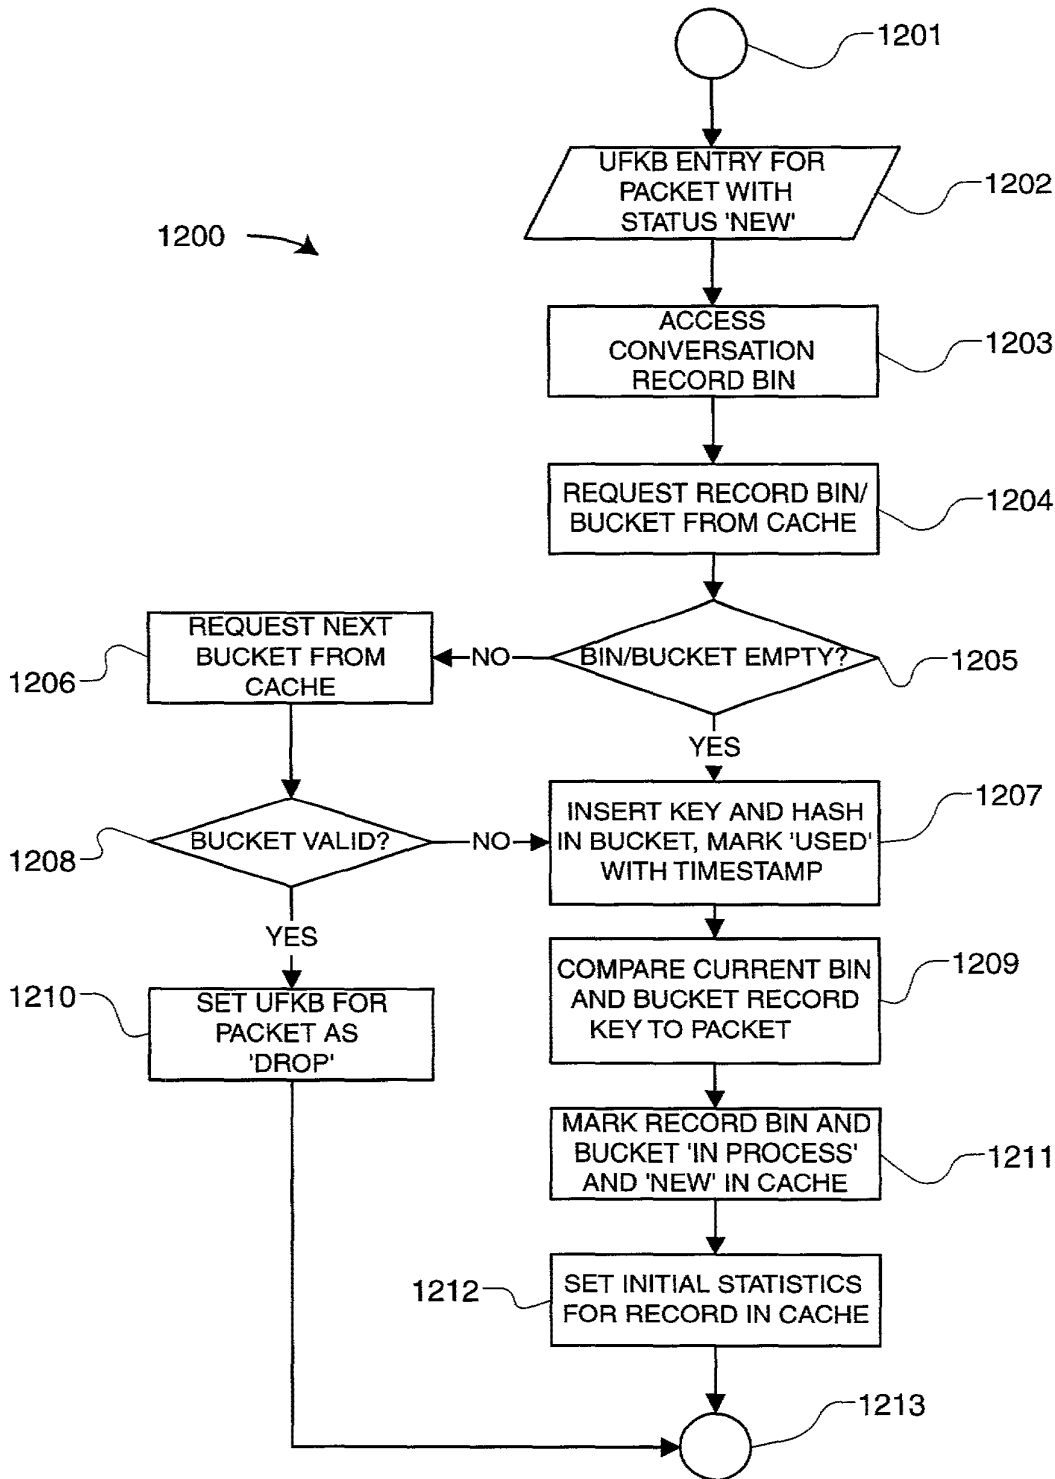 1201
UFKB ENTRY FOR
PACKET WITH
STATUS 'NEW'
1202
1200
ACCESS
CONVERSATION
RECORD BIN
1203
REQUEST RECORD BIN/
BUCKET FROM CACHE
1204
REQUEST NEXT
BUCKET FROM
CACHE
1206
NO
BIN/BUCKET EMPTY?
1205
YES
BUCKET VALID?
1208
NO
INSERT KEY AND HASH
IN BUCKET, MARK 'USED'
WITH TIMESTAMP
1207
YES
COMPARE CURRENT BIN
AND BUCKET RECORD
KEY TO PACKET
1209
1210
SET UFKB FOR
PACKET AS
'DROP'
MARK RECORD BIN AND
BUCKET 'IN PROCESS'
AND 'NEW' IN CACHE
1211
1212
SET INITIAL STATISTICS
FOR RECORD IN CACHE
1213